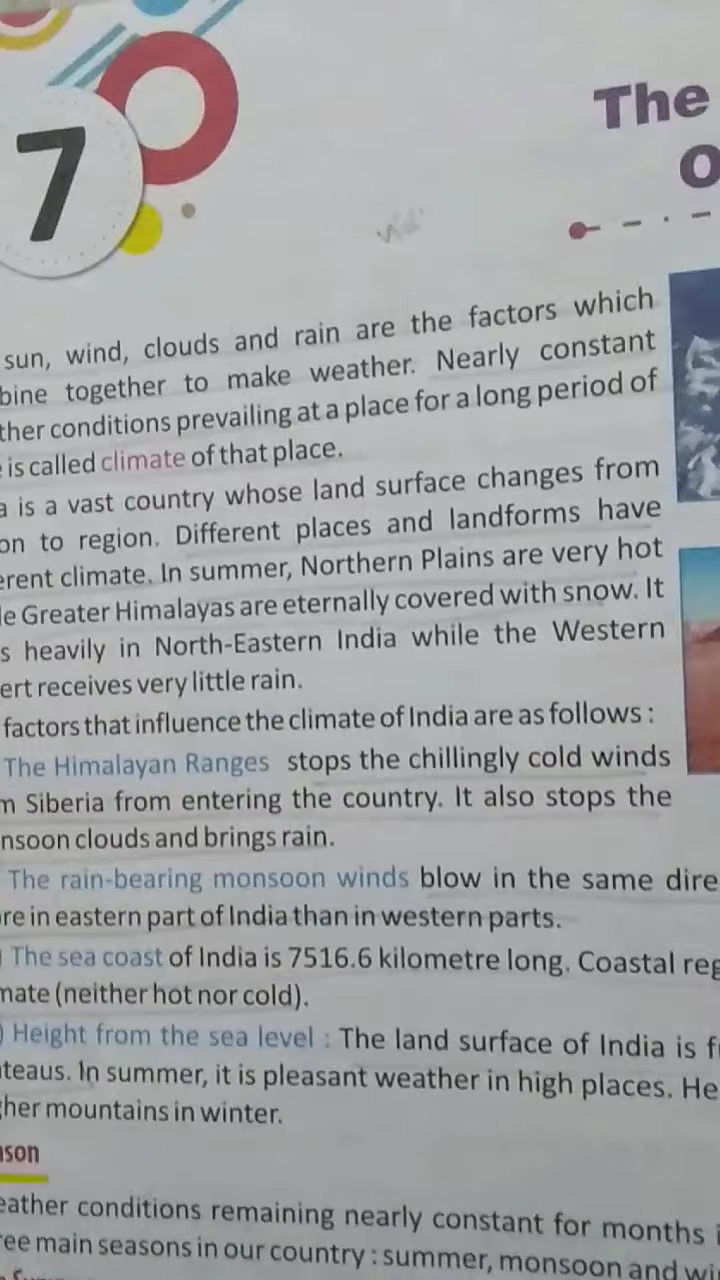 7
The
sun, wind, clouds and rain are the factors which
bine together to make weather. Nearly constant
ther conditions prevailing at a place for a long period of
is called climate of that place.
a is a vast country whose land surface changes from
on to region. Different places and landforms have
erent climate. In summer, Northern Plains are very hot
le Greater Himalayas are eternally covered with snow. It
s heavily in North-Eastern India while the Western
ert receives very little rain.
factors that influence the climate of India are as follows :
The Himalayan Ranges stops the chillingly cold winds
m Siberia from entering the country. It also stops the
nsoon clouds and brings rain.
The rain-bearing monsoon winds blow in the same dire
re in eastern part of India than in western parts.
) The sea coast of India is 7516.6 kilometre long. Coastal reg
mate (neither hot nor cold).
) Height from the sea level : The land surface of India is f
teaus. In summer, it is pleasant weather in high places. He
gher mountains in winter.
ason
eather conditions remaining nearly constant for months i
ree main seasons in our country : summer, monsoon and wi